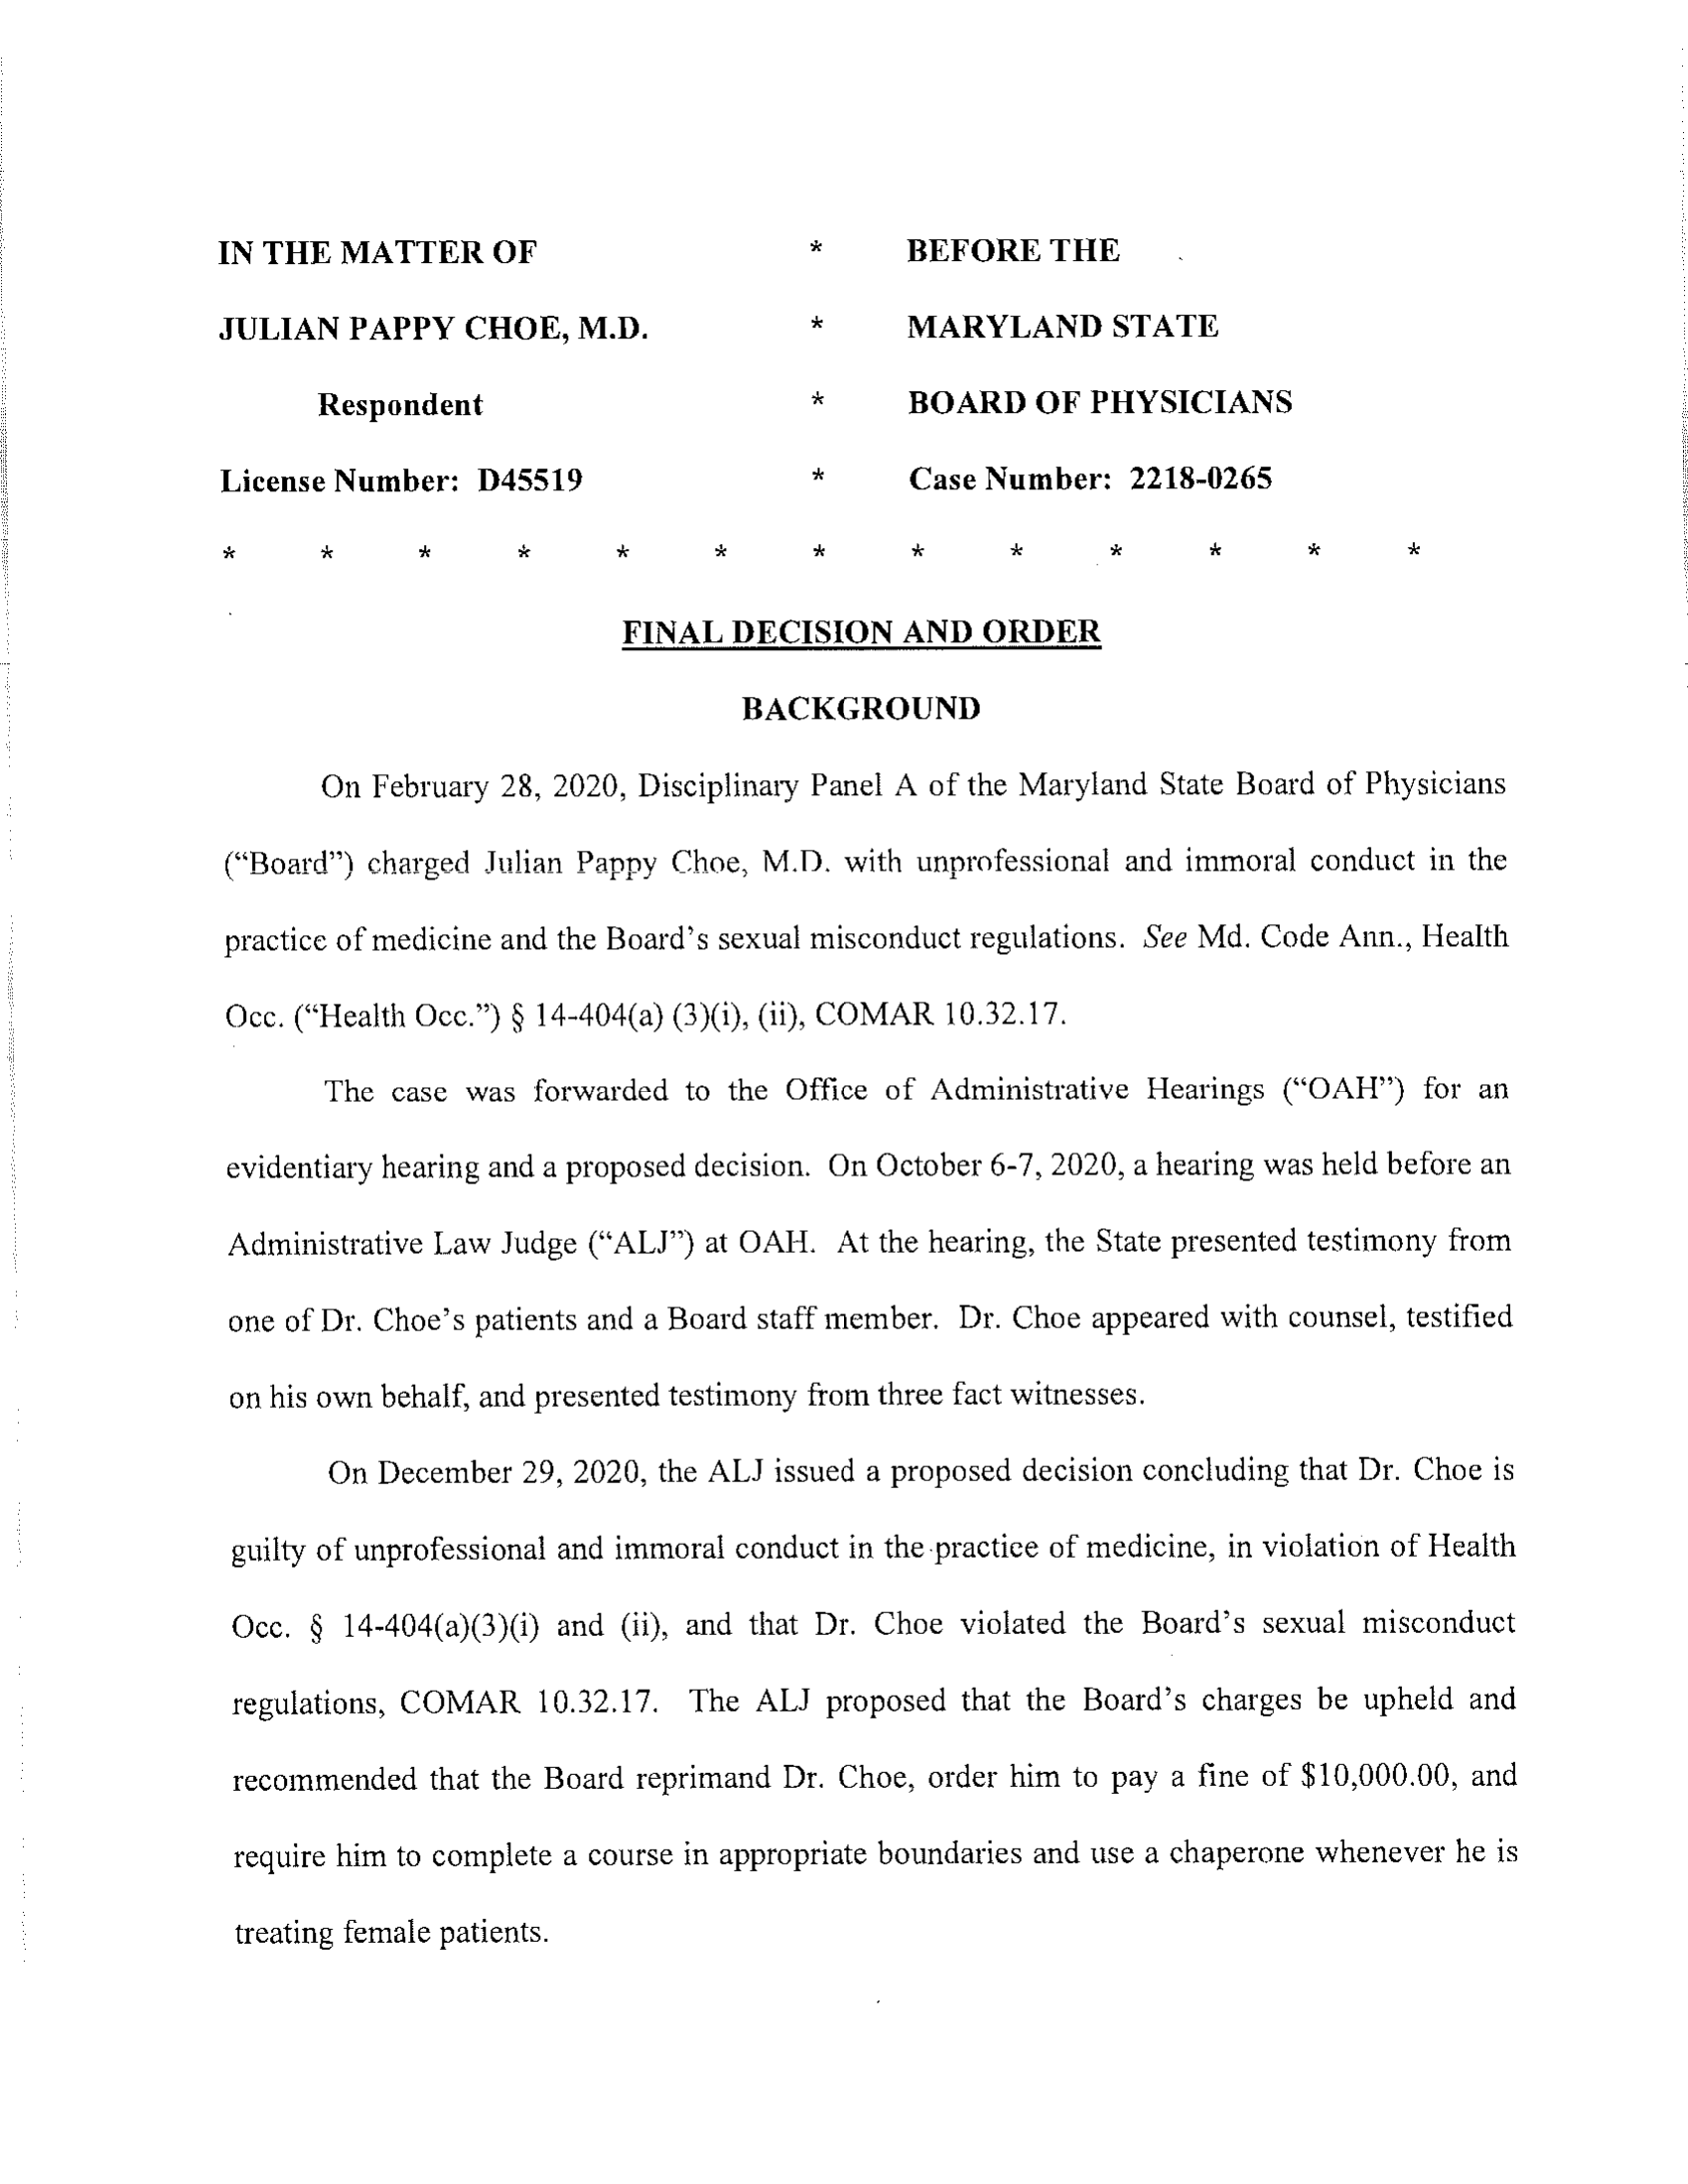 IN THE MATTER OF * BEFORE THE
JULIAN PAPPY CHOE, M.D. * MARYLAND STATE
Respondent * BOARD OF PHYSICIANS
License Number: D45519 * Case Number: 2218-0265
* * * * * * * * * * * * *
FINAL DECISION AND ORDER
BACKGROUND
On February 28, 2020, Disciplinary Panel A of the Maryland State Board of Physicians
(“Board”) charged Julian Pappy Choe, M.D. with unprofessional and immoral conduct in the
practice of medicine and the Board’s sexual misconduct regulations. See Md. Code Ann., Health
Occ. (“Health Occ.”) § 14-404(a) (3)(i), (ii), COMAR 10.32.17.
The case was forwarded to the Office of Administrative Hearings (“OAH”) for an
evidentiary hearing and a proposed decision. On October 6-7, 2020, a hearing was held before an
Administrative Law Judge (“ALJ”) at OAH. At the hearing, the State presented testimony from
one of Dr. Choe’s patients and a Board staff member. Dr. Choe appeared with counsel, testified
on his own behalf, and presented testimony from three fact witnesses.
On December 29, 2020, the ALJ issued a proposed decision concluding that Dr. Choe is
guilty of unprofessional and immoral conduct in the practice of medicine, in violation of Health
Occ. § 14-404(a)(3)(i) and (ii), and that Dr. Choe violated the Board’s sexual misconduct
regulations, COMAR 10.32.17. The ALJ proposed that the Board’s charges be upheld and
recommended that the Board reprimand Dr. Choe, order him to pay a fine of $10,000.00, and
require him to complete a course in appropriate boundaries and use a chaperone whenever he is
treating female patients.